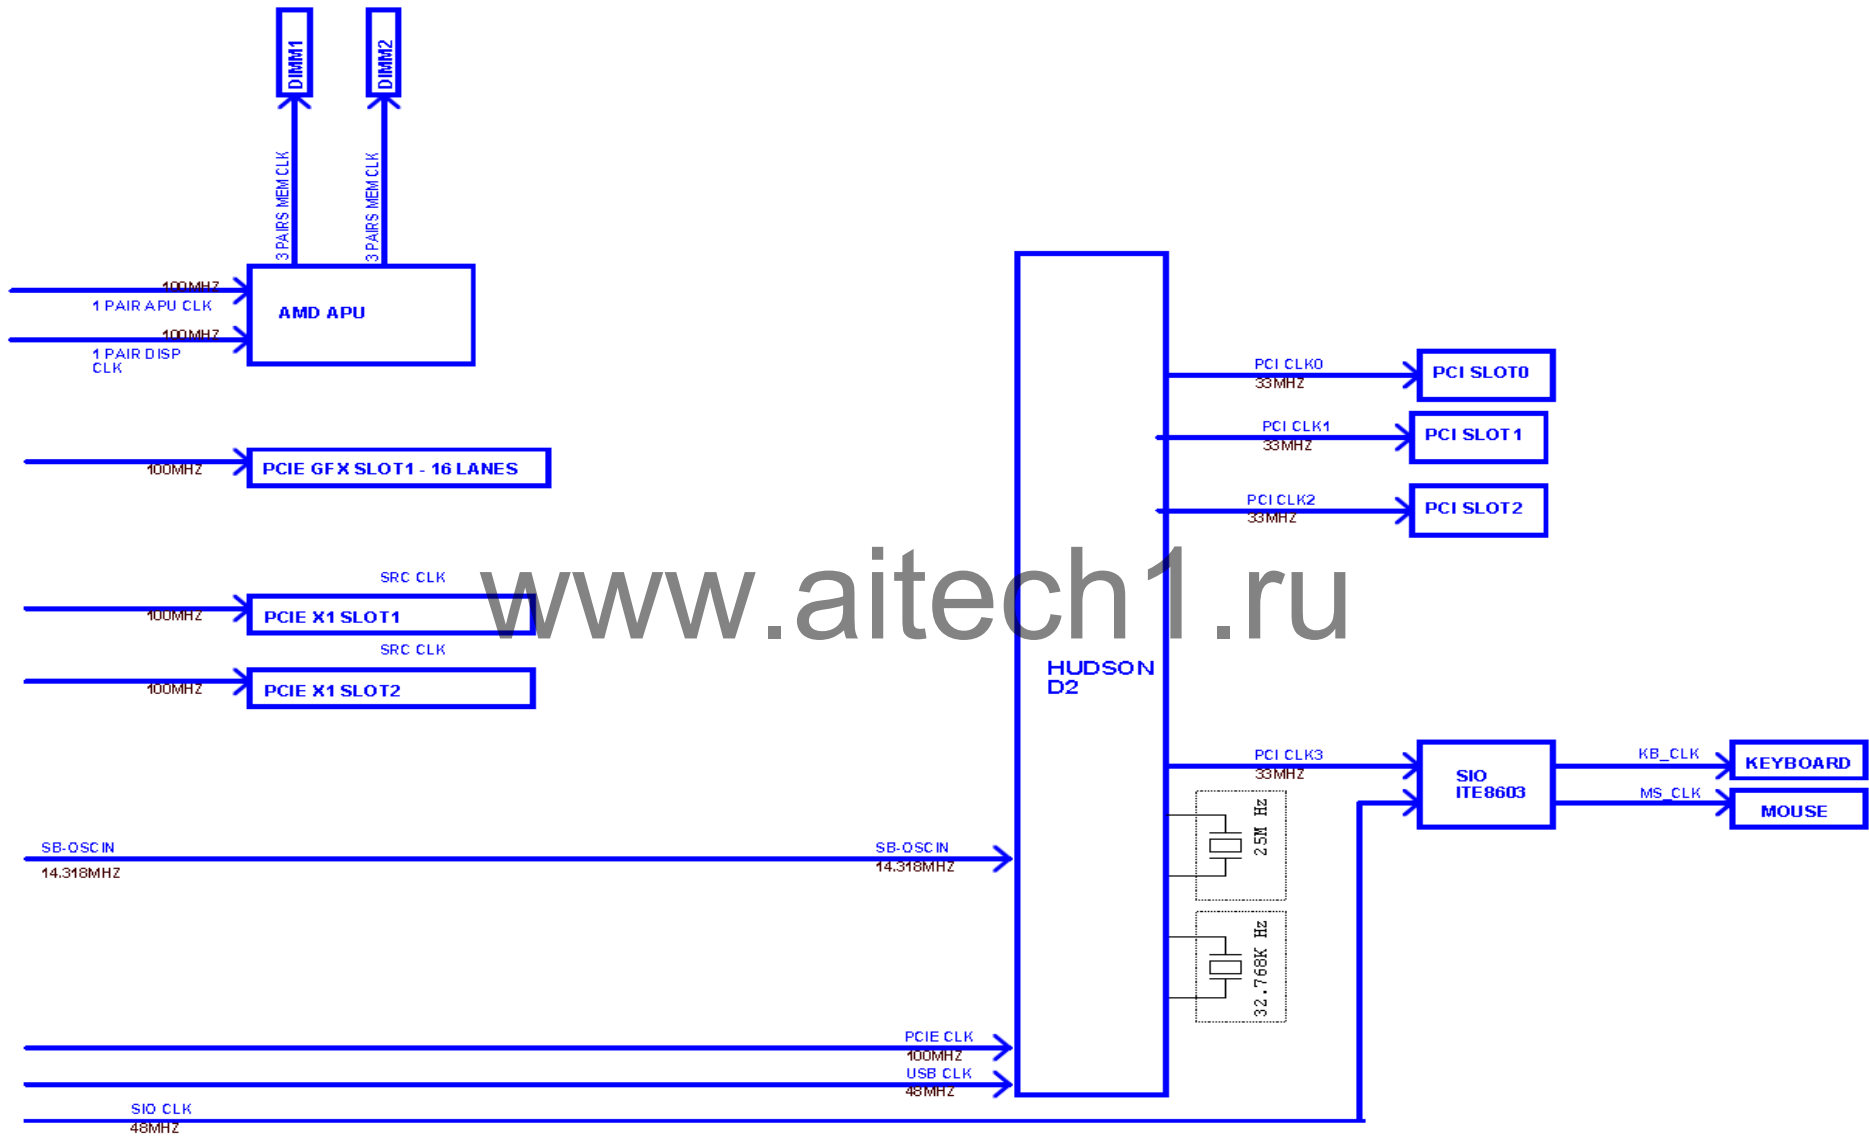 DIMM1
DIMM2
3 PAIRS MEM CLK
3 PAIRS MEM CLK
100MHZ
1 PAIR APU CLK
AMD APU
100MHZ
1 PAIR DISP
CLK
PCI CLK0
33MHZ
PCI SLOT0
PCI CLK1
33MHZ
PCI SLOT1
100MHZ
PCIE GFX SLOT1 - 16 LANES
PCI CLK2
33MHZ
PCI SLOT2
SRC CLK
www.aitech1.ru
100MHZ
PCIE X1 SLOT1
SRC CLK
HUDSON
D2
100MHZ
PCIE X1 SLOT2
PCI CLK3
33MHZ
SIO
ITE8603
KB_CLK
KEYBOARD
MS_CLK
MOUSE
25M Hz
SB-OSCIN
14.318MHZ
SB-OSCIN
14.318MHZ
32.768K Hz
PCIE CLK
100MHZ
USB CLK
48MHZ
SIO CLK
48MHZ